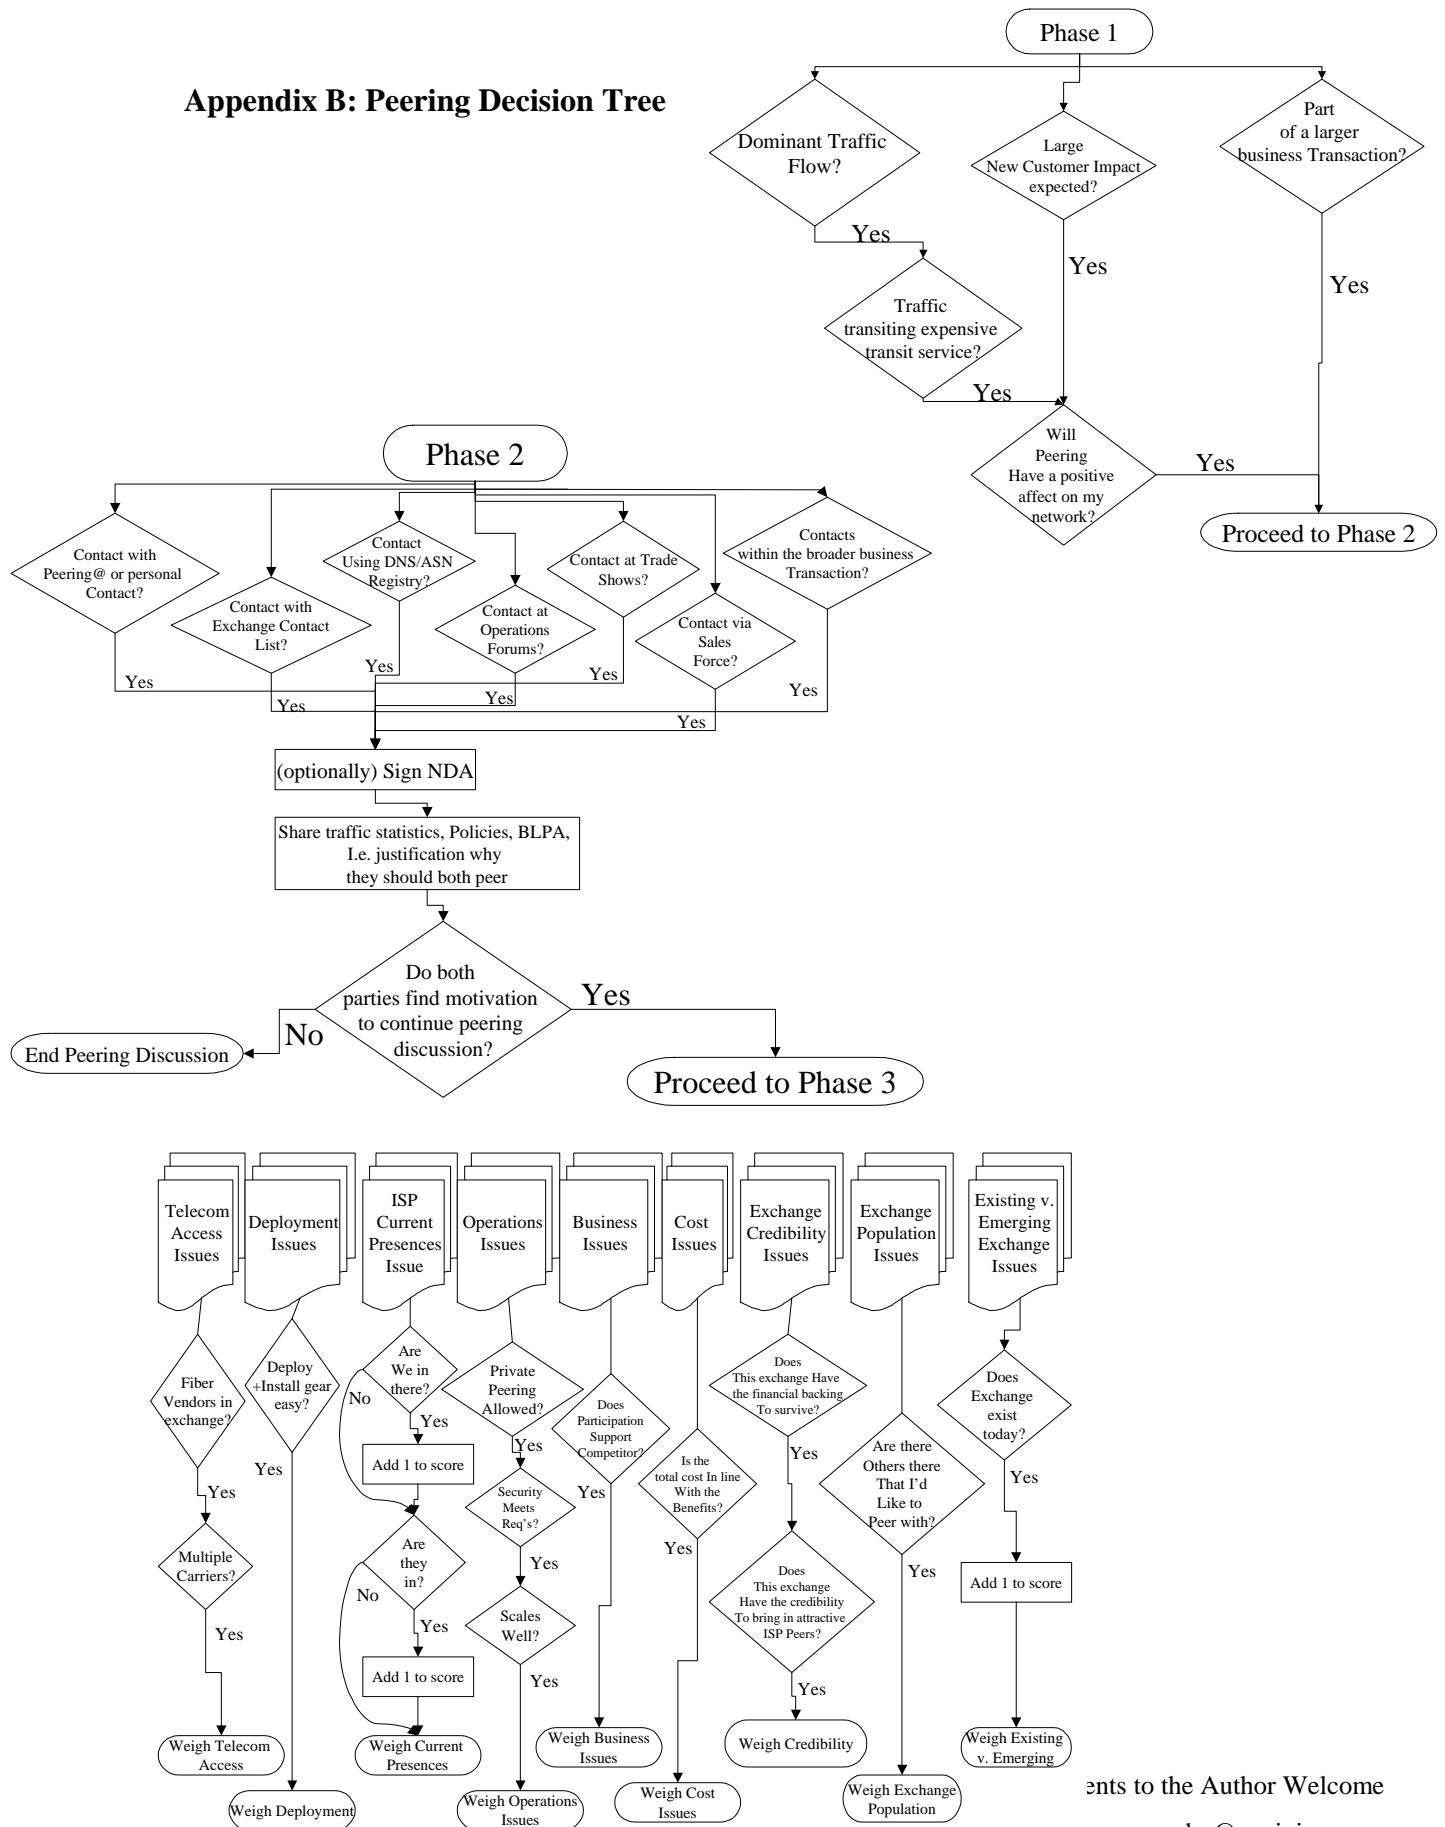 Appendix B: Peering Decision Tree
Phase 1
Dominant Traffic
Flow?
Large
New Customer Impact
expected?
Part
of a larger
business Transaction?
Yes
Yes
Yes
Traffic
transiting expensive
transit service?
Yes
Will
Peering
Have a positive
affect on my
network?
Yes
Proceed to Phase 2
Phase 2
Contact with
Peering@ or personal
Contact?
Contact with
Exchange Contact
List?
Contact
Using DNS/ASN
Registry?
Contact at
Operations
Forums?
Contact at Trade
Shows?
Contact via
Sales
Force?
Contacts
within the broader business
Transaction?
Yes
Yes
Yes
Yes
Yes
Yes
Yes
(optionally) Sign NDA
Share traffic statistics, Policies, BLPA,
I.e. justification why
they should both peer
Do both
parties find motivation
to continue peering
discussion?
No
Yes
End Peering Discussion
Proceed to Phase 3
Telecom
Access
Issues
Fiber
Vendors in
exchange?
Yes
Multiple
Carriers?
Yes
Weigh Telecom
Access
Deployment
Issues
Deploy
+Install gear
easy?
Yes
Weigh Deployment
ISP
Current
Presences
Issue
Are
We in
there?
No
Yes
Add 1 to score
Are
they
in?
No
Yes
Add 1 to score
Weigh Current
Presences
Operations
Issues
Private
Peering
Allowed?
Yes
Security
Meets
Req's?
Yes
Scales
Well?
Yes
Weigh Operations
Issues
Business
Issues
Does
Participation
Support
Competitor?
Yes
Weigh Business
Issues
Cost
Issues
Is the
total cost In line
With the
Benefits?
Yes
Weigh Cost
Issues
Exchange
Credibility
Issues
Does
This exchange Have
the financial backing
To survive?
Yes
Does
This exchange
Have the credibility
To bring in attractive
ISP Peers?
Yes
Weigh Credibility
Exchange
Population
Issues
Are there
Others there
That I'd
Like to
Peer with?
Yes
Weigh Exchange
Population
Existing v.
Emerging
Exchange
Issues
Does
Exchange
exist
today?
Yes
Add 1 to score
Weigh Existing
v. Emerging
ents to the Author Welcome